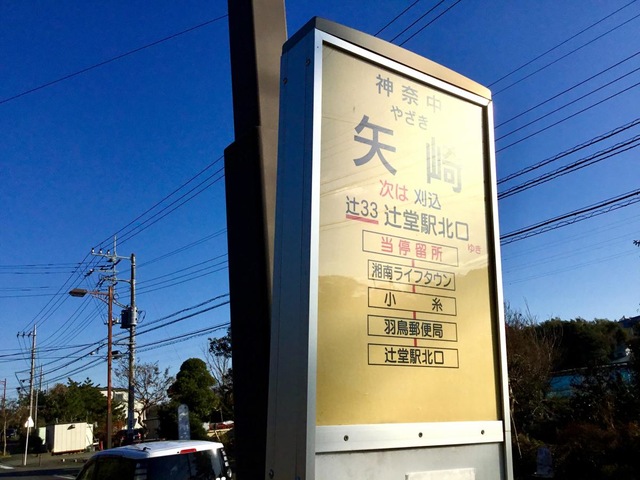 神奈中
やざき
矢崎
次は 刈込
辻33 辻堂駅北口ゆき
当停留所
湘南ライフタウン
小糸
羽鳥郵便局
辻堂駅北口